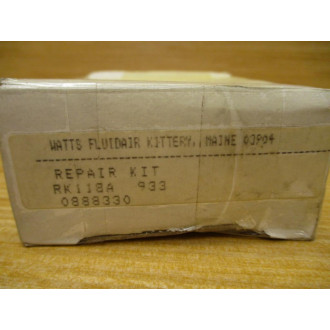 WATTS FLUIDAIR KITTERY, MAINE 03904
REPAIR KIT
RK118A 933
0888330